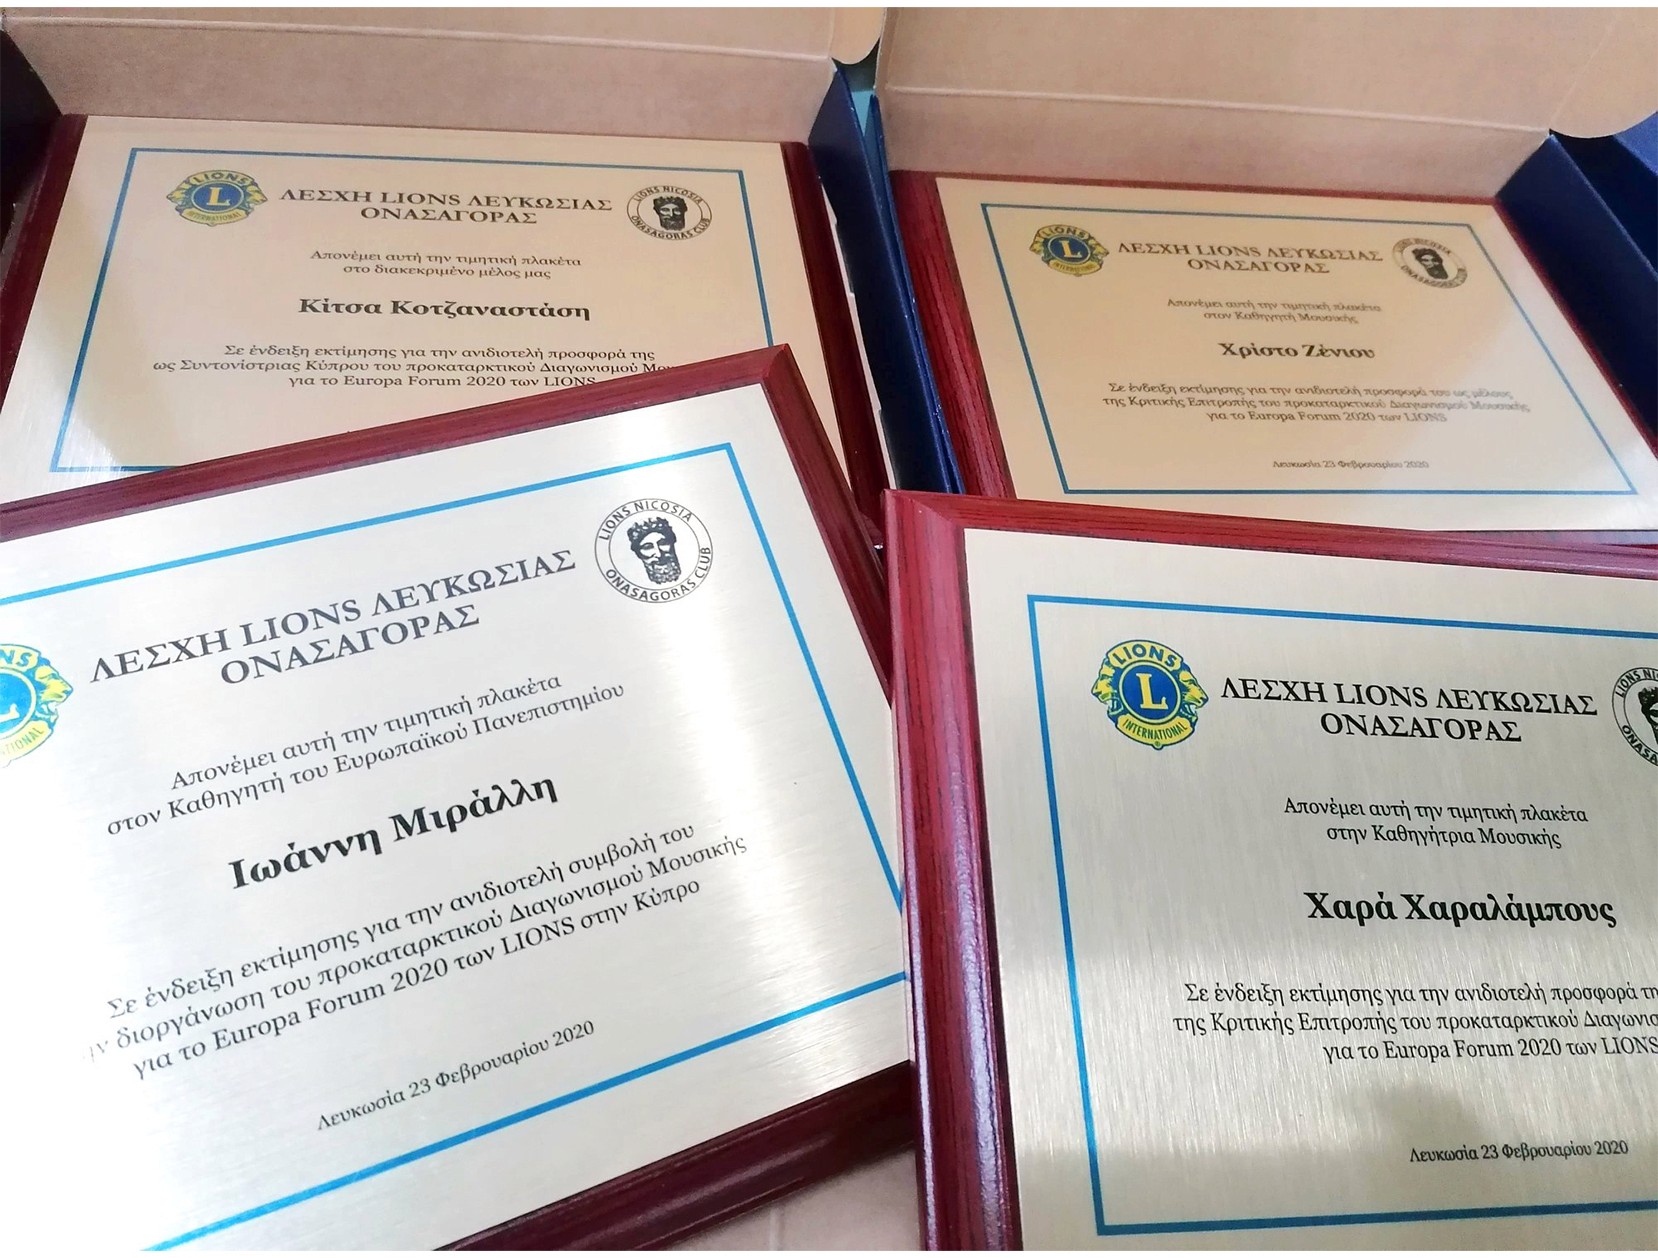 LIONS
L
INTERNATIONAL
ΛΕΣΧΗ LIONS ΛΕΥΚΩΣΙΑΣ
ΟΝΑΣΑΓΟΡΑΣ
LIONS NICOSIA
ONASAGORAS CLUB
Απονέμει αυτή την τιμητική πλακέτα
στο διακεκριμένο μέλος μας
Κίτσα Κοτζαναστάση
Σε ένδειξη εκτίμησης για την ανιδιοτελή προσφορά της
ως Συντονίστριας Κύπρου του προκαταρκτικού Διαγωνισμού
για το Europa Forum 2020 των LIONS
LIONS
L
INTERNATIONAL
ΛΕΣΧΗ LIONS ΛΕΥΚΩΣΙΑΣ
ΟΝΑΣΑΓΟΡΑΣ
LIONS NICOSIA
ONASAGORAS CLUB
Απονέμει αυτή την τιμητική πλακέτα
στον Καθηγητή Μουσικής
Χρίστο Ζένιου
Σε ένδειξη εκτίμησης για την ανιδιοτελή προσφορά του ως μέλους
της Κριτικής Επιτροπής του προκαταρκτικού Διαγωνισμού Μουσικής
για το Europa Forum 2020 των LIONS
Λευκωσία 23 Φεβρουαρίου 2020
L
ΛΕΣΧΗ LIONS ΛΕΥΚΩΣΙΑΣ
ΟΝΑΣΑΓΟΡΑΣ
LIONS NICOSIA
ONASAGORAS CLUB
Απονέμει αυτή την τιμητική πλακέτα
στον Καθηγητή του Ευρωπαϊκού Πανεπιστημίου
Ιωάννη Μιράλλη
Σε ένδειξη εκτίμησης για την ανιδιοτελή συμβολή του
διοργάνωση του προκαταρκτικού Διαγωνισμού Μουσικής
για το Europa Forum 2020 των LIONS στην Κύπρο
Λευκωσία 23 Φεβρουαρίου 2020
LIONS
L
INTERNATIONAL
ΛΕΣΧΗ LIONS ΛΕΥΚΩΣΙΑΣ
ΟΝΑΣΑΓΟΡΑΣ
LIONS
Απονέμει αυτή την τιμητική πλακέτα
στην Καθηγήτρια Μουσικής
Χαρά Χαραλάμπους
Σε ένδειξη εκτίμησης για την ανιδιοτελή προσφορά
της Κριτικής Επιτροπής του προκαταρκτικού
για το Europa Forum 2020 των LIONS
Λευκωσία 23 Φεβρουαρίου 2020